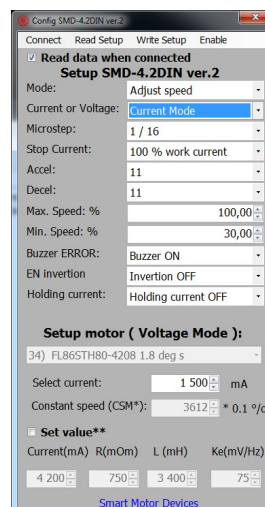 Config SMD-4.2DIN ver.2
Connect Read Setup Write Setup Enable
Read data when connected
Setup SMD-4.2DIN ver.2
Mode: Adjust speed
Current or Voltage: Current Mode
Microstep: 1 / 16
Stop Current: 100 % work current
Accel: 11
Decel: 11
Max. Speed: % 100,00
Min. Speed: % 30,00
Buzzer ERROR: Buzzer ON
EN invertion Invertion OFF
Holding current: Holding current OFF
Setup motor ( Voltage Mode ):
34) FL86STH80-4208 1.8 deg s
Select current: 1 500 mA
Constant speed (CSM*): 3612 * 0.1 º/c
Set value**
Current(mA) R(mOm) L (mH) Ke(mV/Hz)
4 200 750 3 400 75
Smart Motor Devices